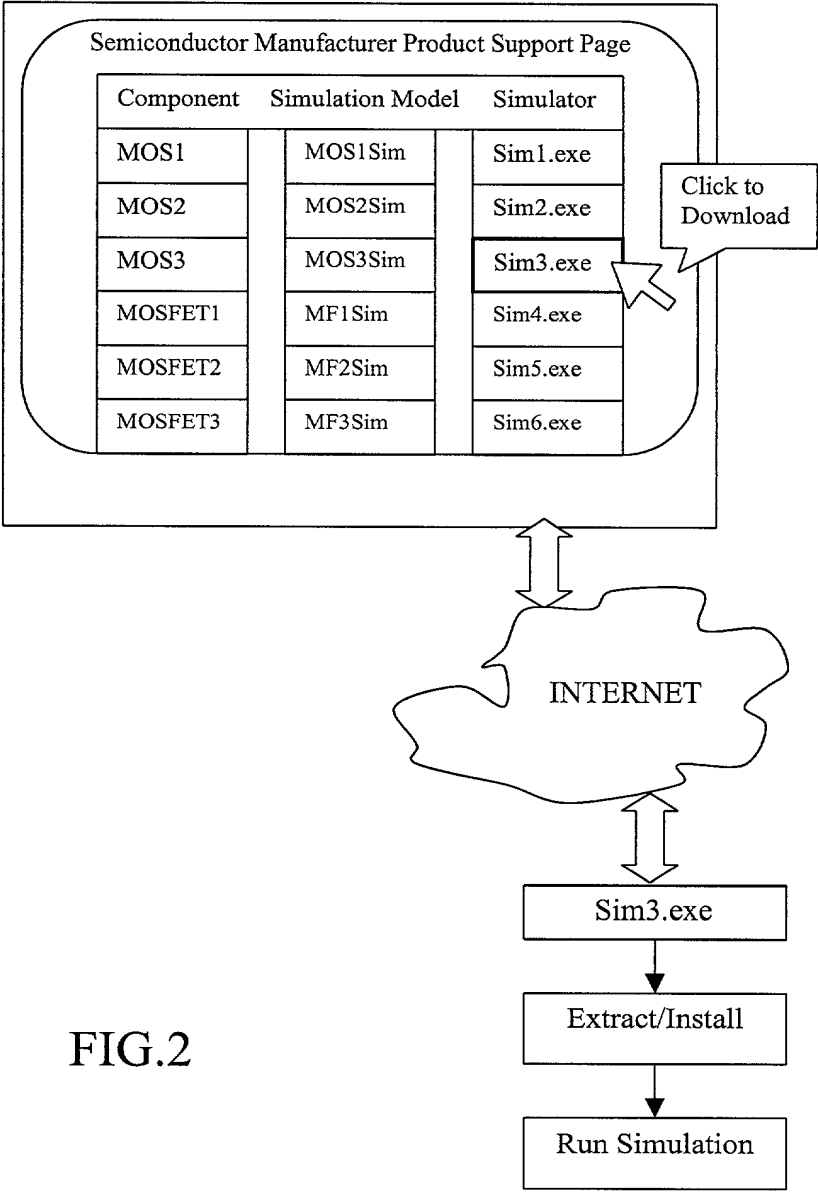 Semiconductor Manufacturer Product Support Page
Component Simulation Model Simulator
MOS1 MOS1Sim Sim1.exe
MOS2 MOS2Sim Sim2.exe
MOS3 MOS3Sim Sim3.exe
MOSFET1 MF1Sim Sim4.exe
MOSFET2 MF2Sim Sim5.exe
MOSFET3 MF3Sim Sim6.exe
Click to
Download
INTERNET
Sim3.exe
Extract/Install
Run Simulation
FIG.2